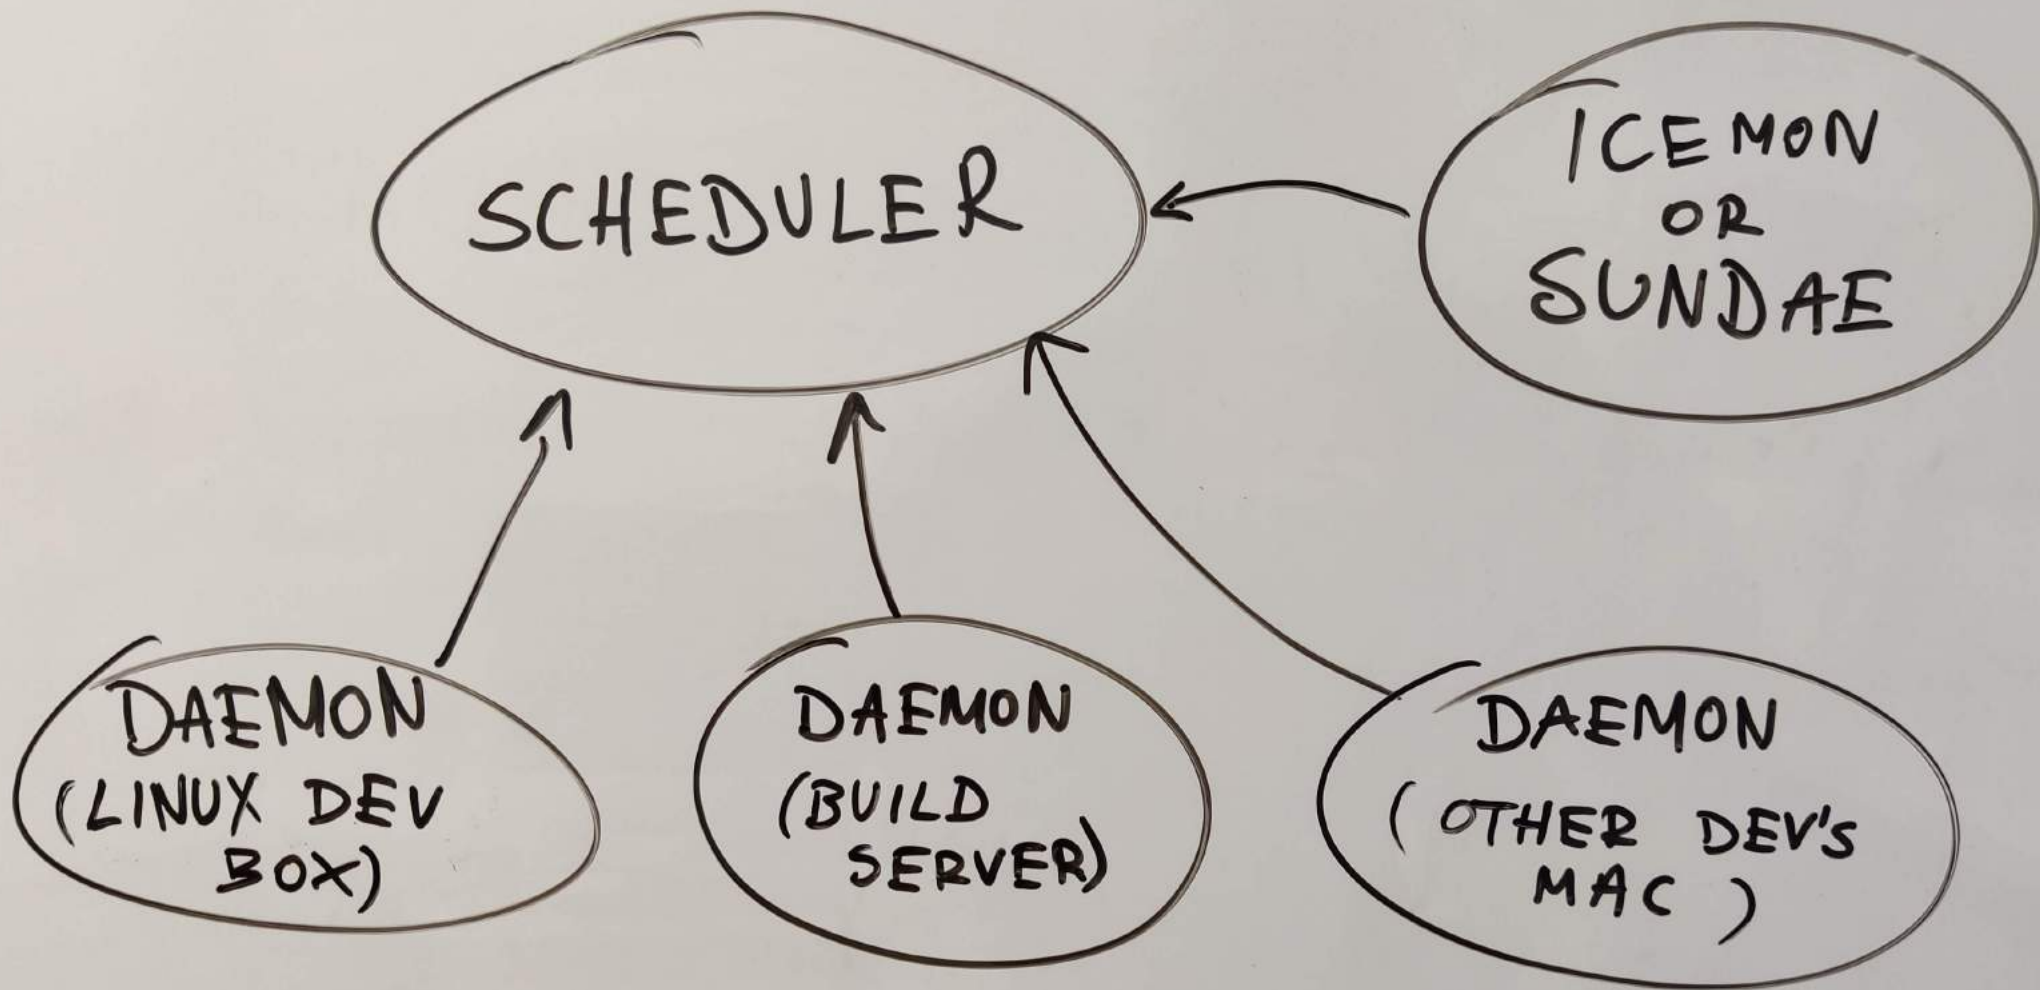 SCHEDULER
ICEMON
OR
SUNDAE
DAEMON
(LINUX DEV
BOX)
DAEMON
(BUILD
SERVER)
DAEMON
(OTHER DEV'S
MAC)